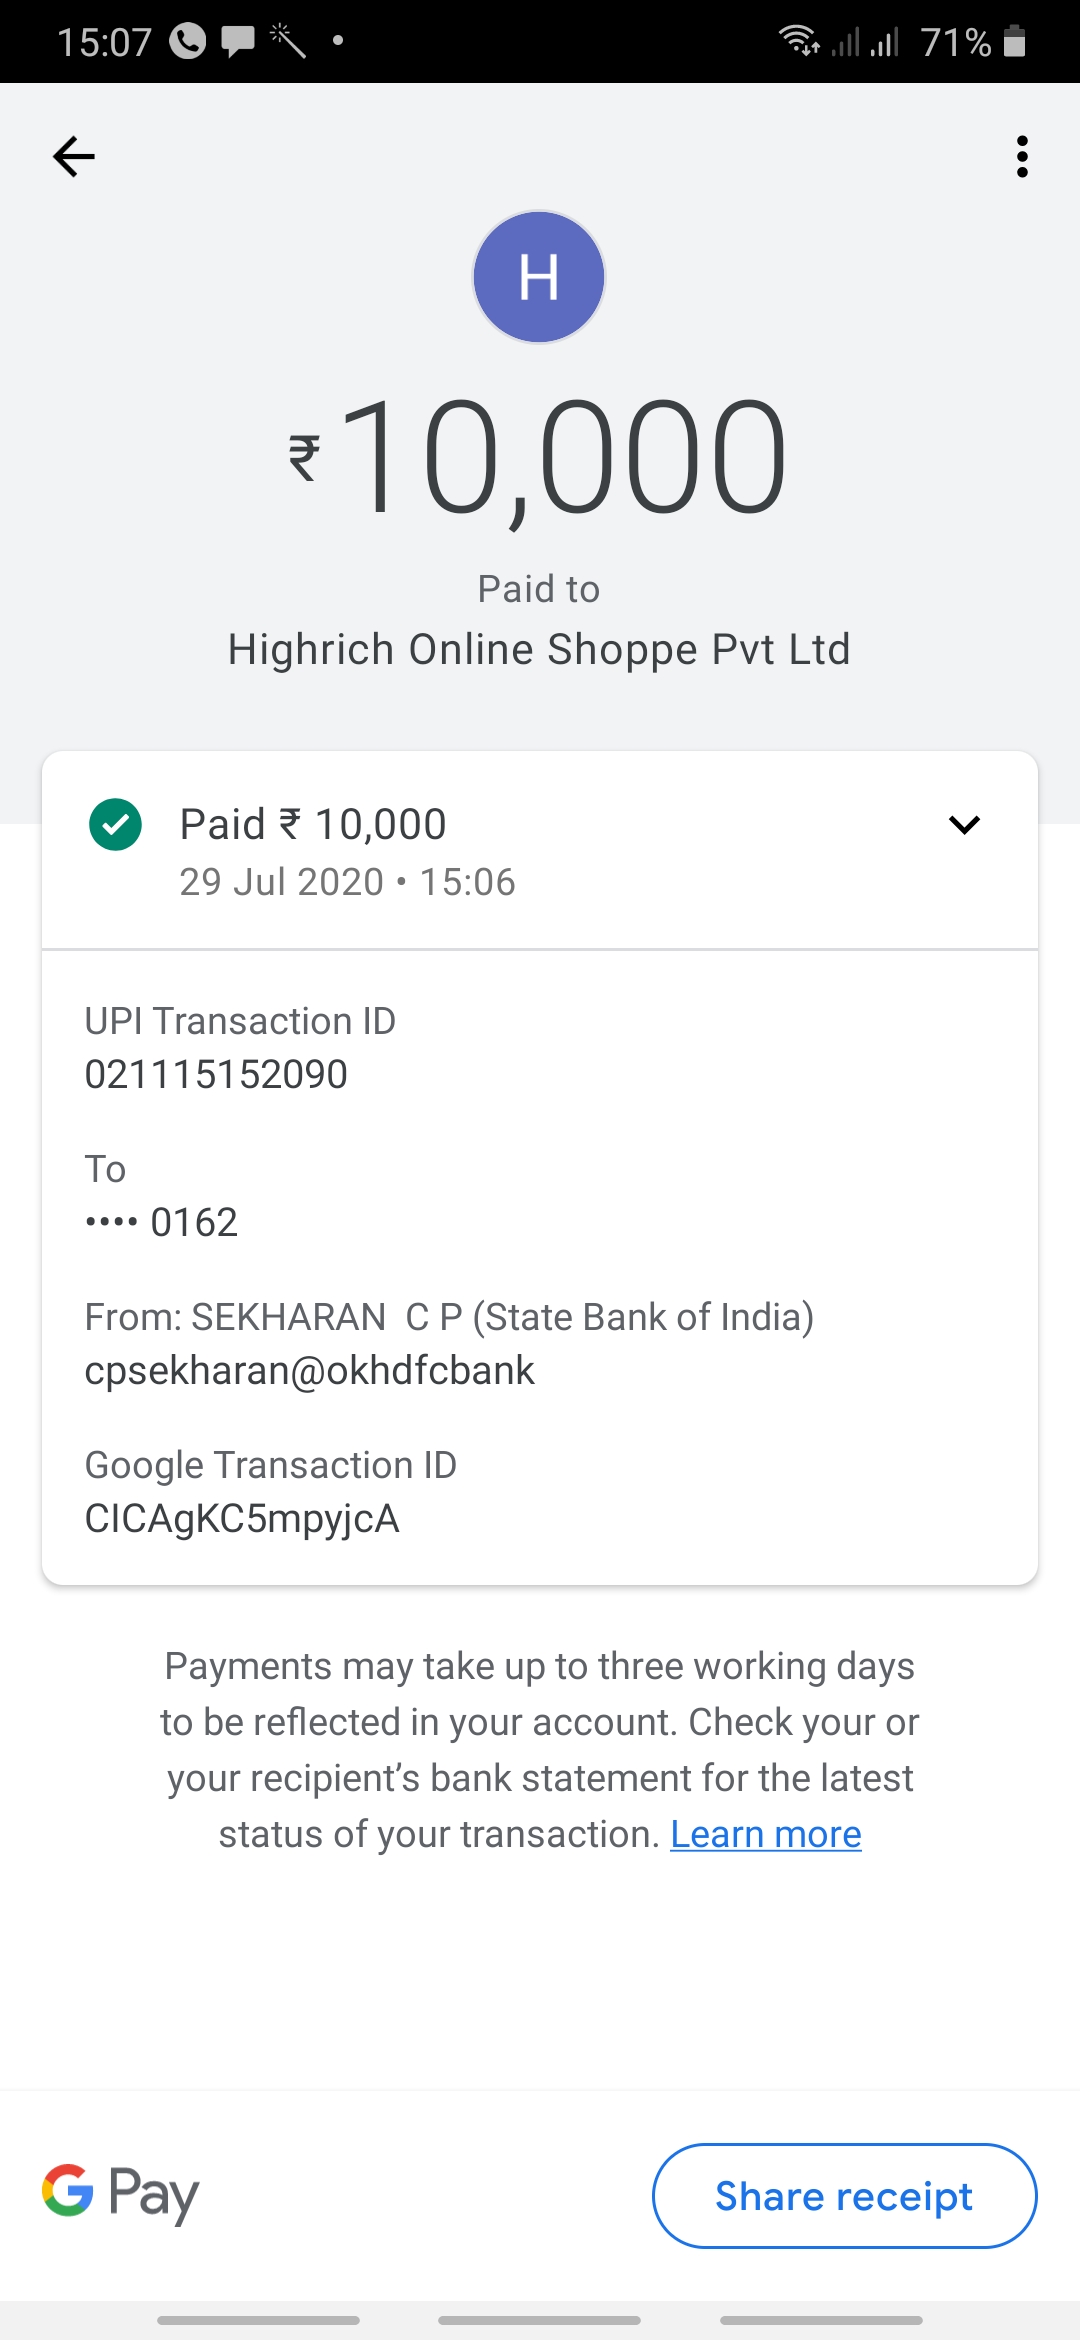 15:07
71%
H
₹10,000
Paid to
Highrich Online Shoppe Pvt Ltd
Paid ₹ 10,000
29 Jul 2020 • 15:06
UPI Transaction ID
021115152090
To
•••• 0162
From: SEKHARAN  C P (State Bank of India)
cpsekharan@okhdfcbank
Google Transaction ID
CICAgKC5mpyjcA
Payments may take up to three working days
to be reflected in your account. Check your or
your recipient’s bank statement for the latest
status of your transaction. Learn more
G Pay
Share receipt